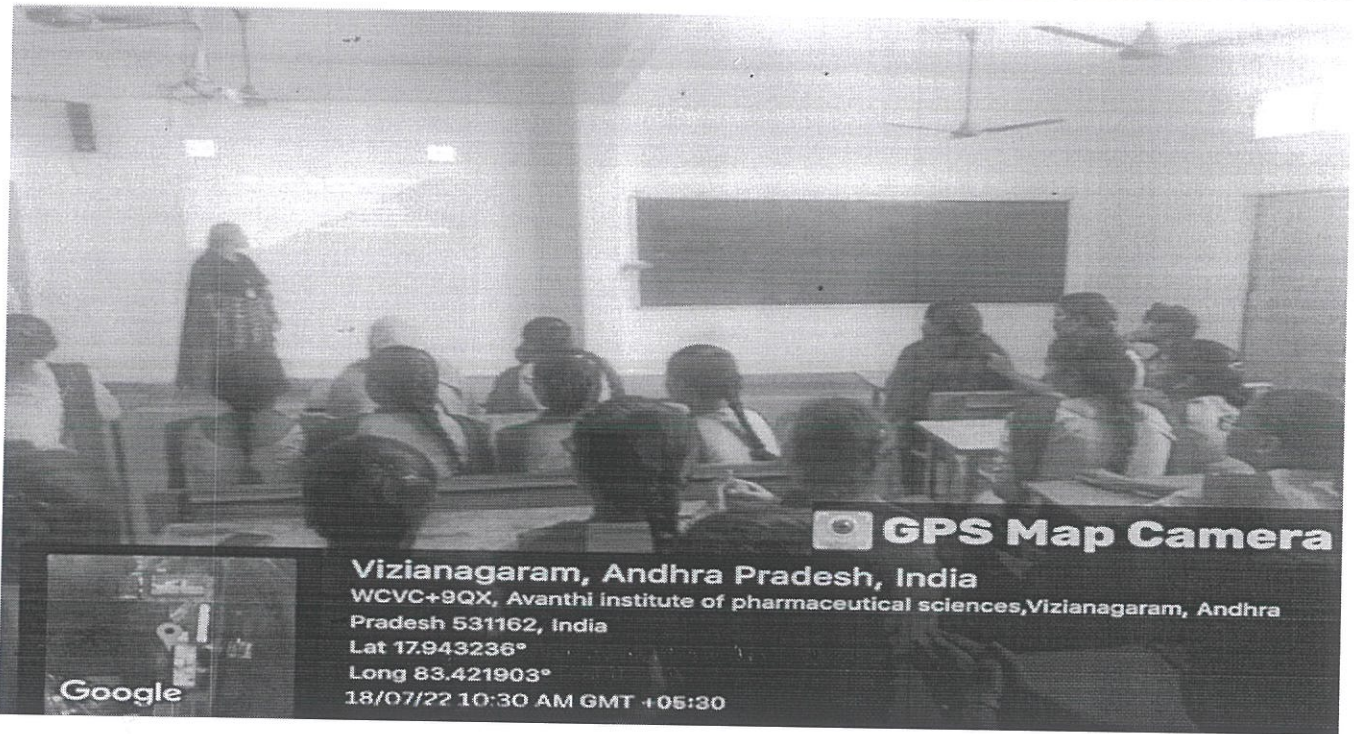 GPS Map Camera
Vizianagaram, Andhra Pradesh, India
WCVC+9QX, Avanthi institute of pharmaceutical sciences,Vizianagaram, Andhra
Pradesh 531162, India
Lat 17.943236°
Long 83.421903°
18/07/22 10:30 AM GMT +05:30
Google